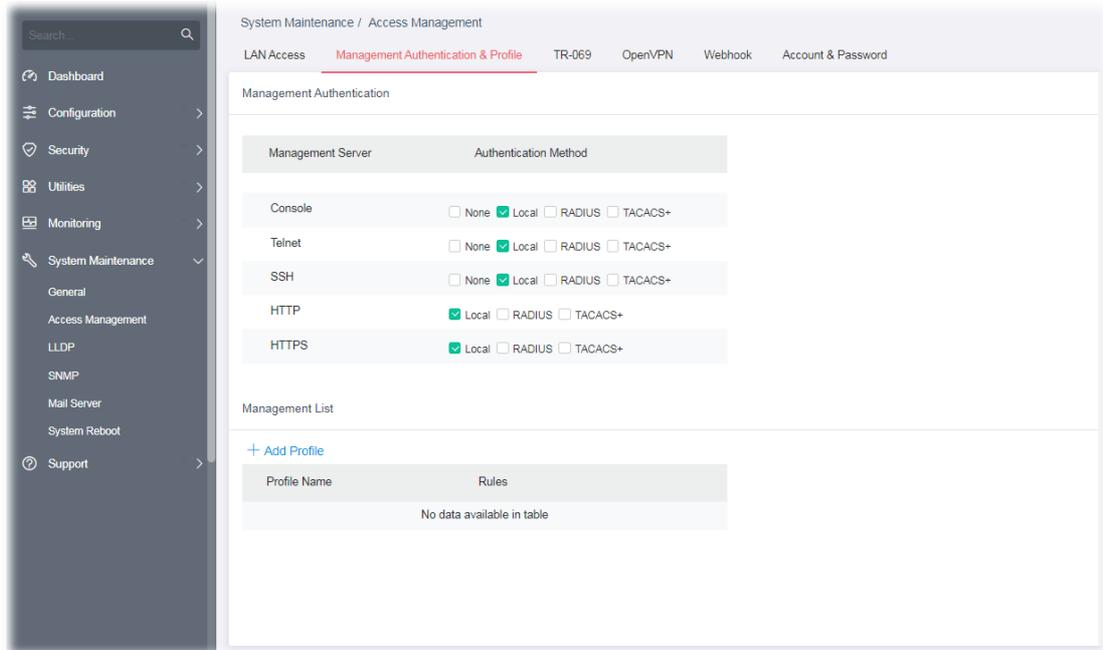 Search...
Dashboard
Configuration
Security
Utilities
Monitoring
System Maintenance
General
Access Management
LLDP
SNMP
Mail Server
System Reboot
Support
System Maintenance / Access Management
LAN Access Management Authentication & Profile TR-069 OpenVPN Webhook Account & Password
Management Authentication
Management Server Authentication Method
Console None Local RADIUS TACACS+
Telnet None Local RADIUS TACACS+
SSH None Local RADIUS TACACS+
HTTP Local RADIUS TACACS+
HTTPS Local RADIUS TACACS+
Management List
+ Add Profile
Profile Name Rules
No data available in table